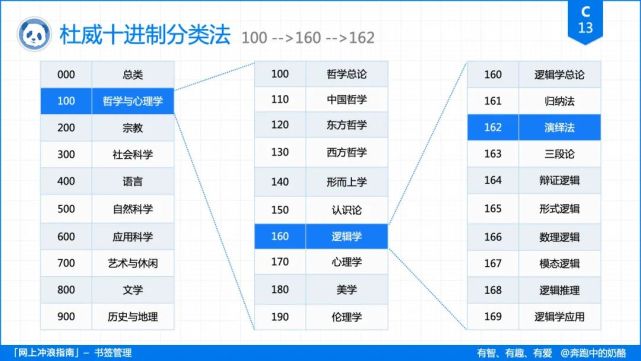 杜威十进制分类法 100 -->160 -->162
C
13
000 总类
100 哲学与心理学
200 宗教
300 社会科学
400 语言
500 自然科学
600 应用科学
700 艺术与休闲
800 文学
900 历史与地理
100 哲学总论
110 中国哲学
120 东方哲学
130 西方哲学
140 形而上学
150 认识论
160 逻辑学
170 心理学
180 美学
190 伦理学
160 逻辑学总论
161 归纳法
162 演绎法
163 三段论
164 辩证逻辑
165 形式逻辑
166 数理逻辑
167 模态逻辑
168 逻辑推理
169 逻辑学应用
「网上冲浪指南」- 书签管理
有智、有趣、有爱 @奔跑中的奶酪